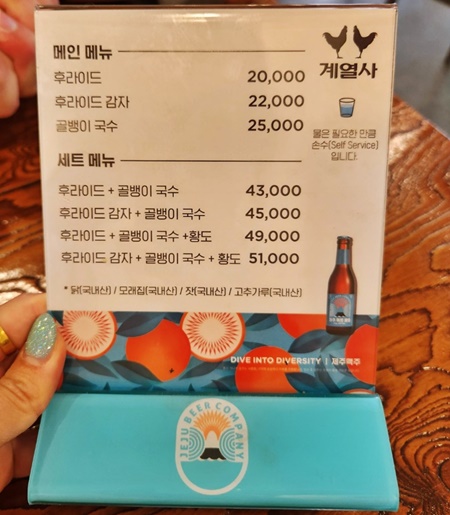 메인 메뉴
후라이드 20,000
후라이드 감자 22,000
골뱅이 국수 25,000
계열사
물은 필요한 만큼
손수(Self Service)
입니다.
세트 메뉴
후라이드 + 골뱅이 국수 43,000
후라이드 감자 + 골뱅이 국수 45,000
후라이드 + 골뱅이 국수 +황도 49,000
후라이드 감자 + 골뱅이 국수 + 황도 51,000
* 닭(국내산) / 모래집(국내산) / 잣(국내산) / 고추가루(국내산)
DIVE INTO DIVERSITY | 제주맥주
JEJU BEER COMPANY